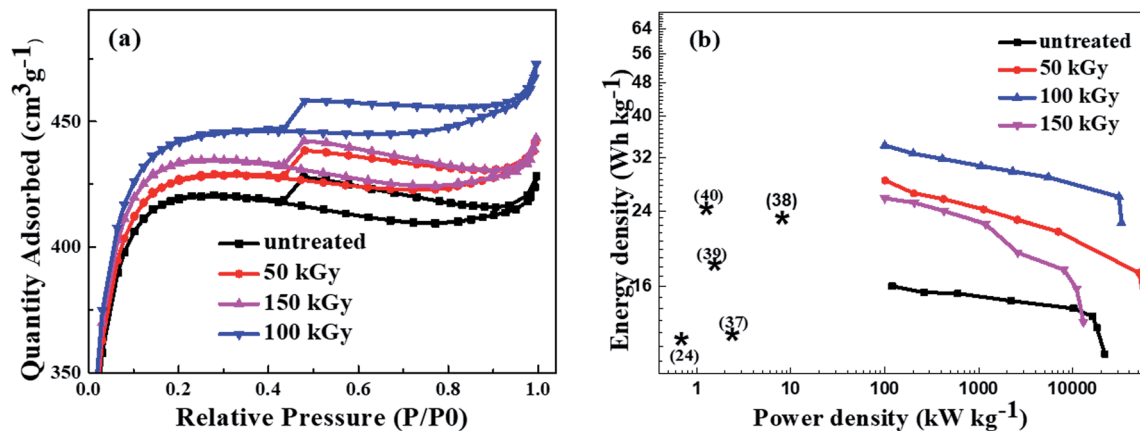 (a)
Quantity Adsorbed (cm3g-1)
450
400
350
untreated
50 kGy
150 kGy
100 kGy
0.0 0.2 0.4 0.6 0.8 1.0
Relative Pressure (P/P0)
(b)
Energy density (Wh kg-1)
64
56
48
40
32
24
16
untreated
50 kGy
100 kGy
150 kGy
(40)
(38)
(39)
(37)
(24)
1 10 100 1000 10000
Power density (kW kg-1)